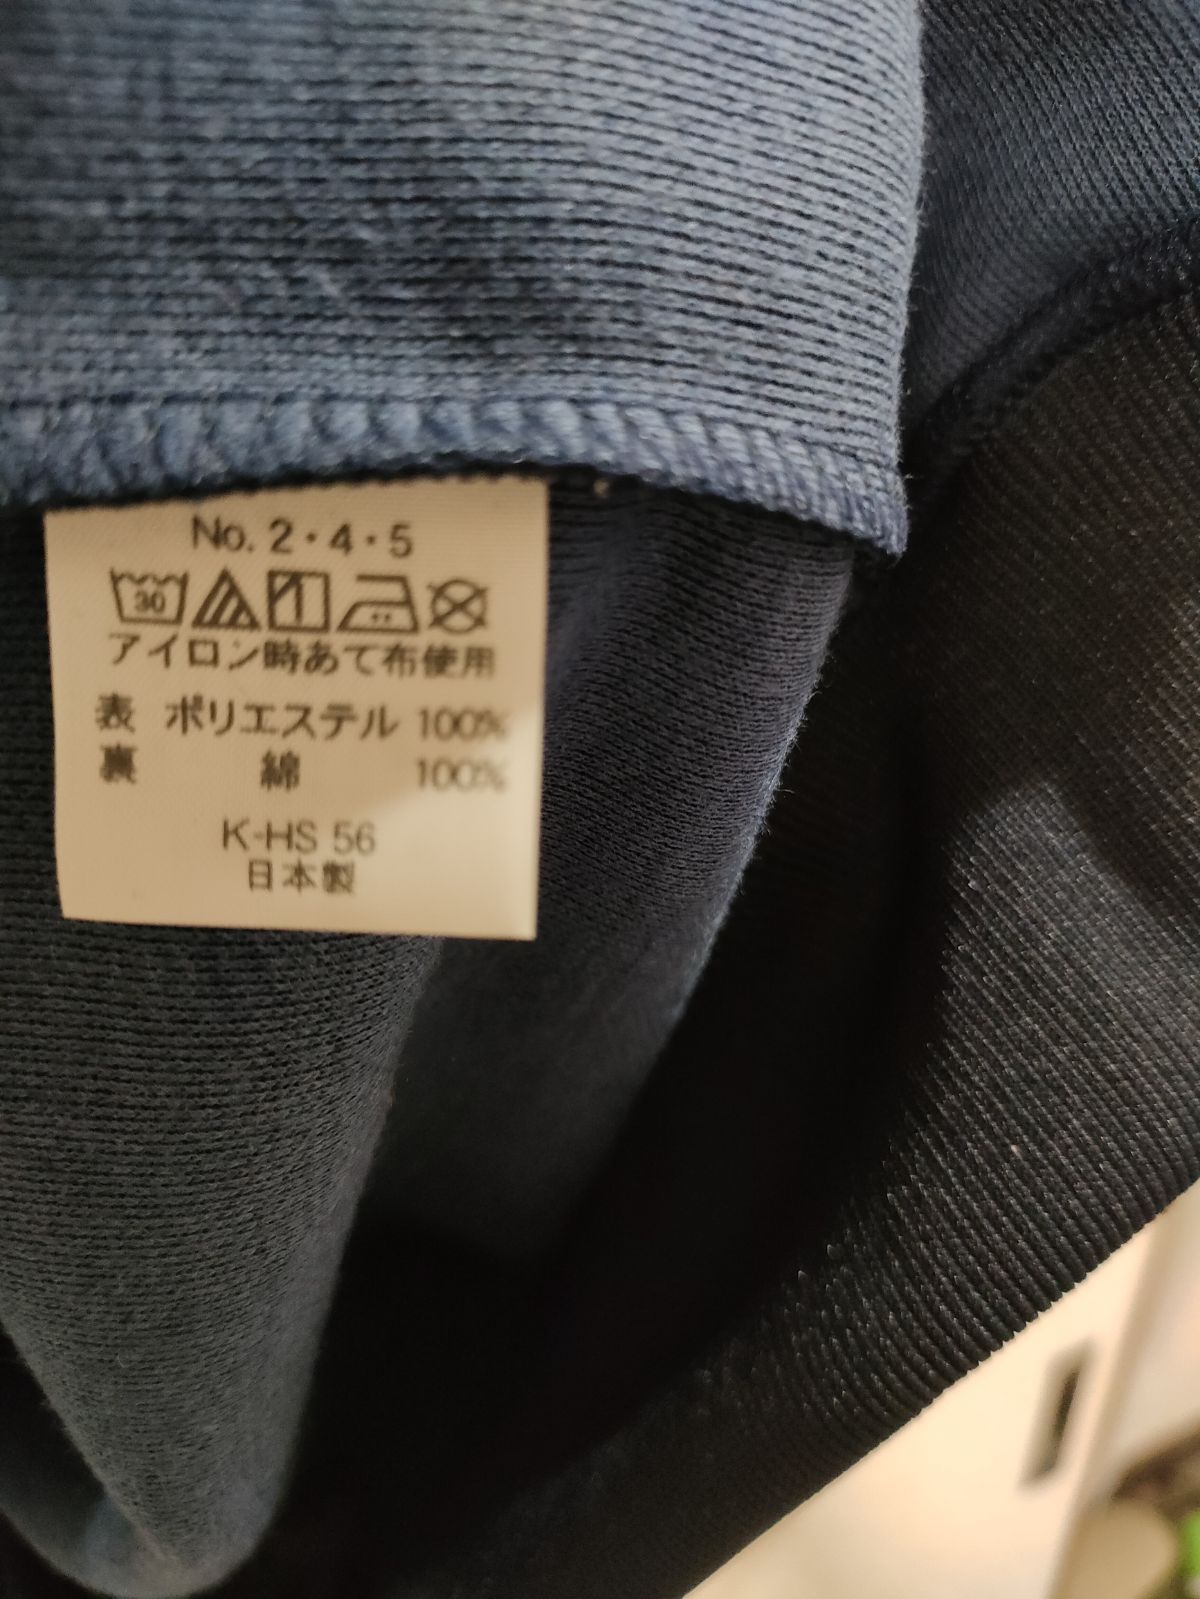 No. 2・4・5
30
アイロン時あて布使用
表 ポリエステル 100%
裏 綿 100%
K-HS 56
日本製